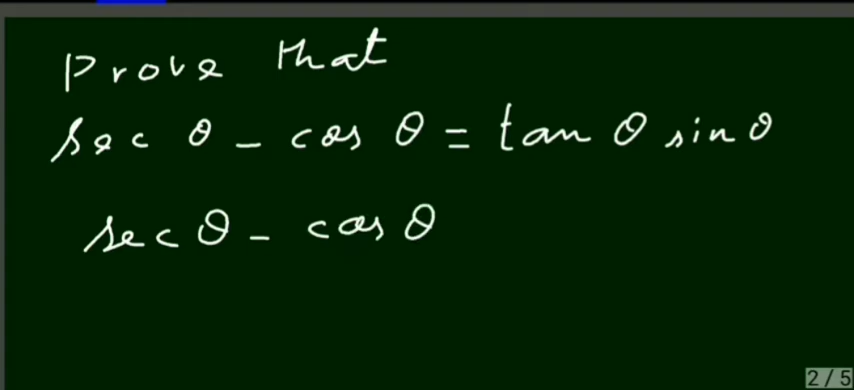 Prove that
sec θ - cos θ = tan θ sin θ
sec θ - cos θ
2/5